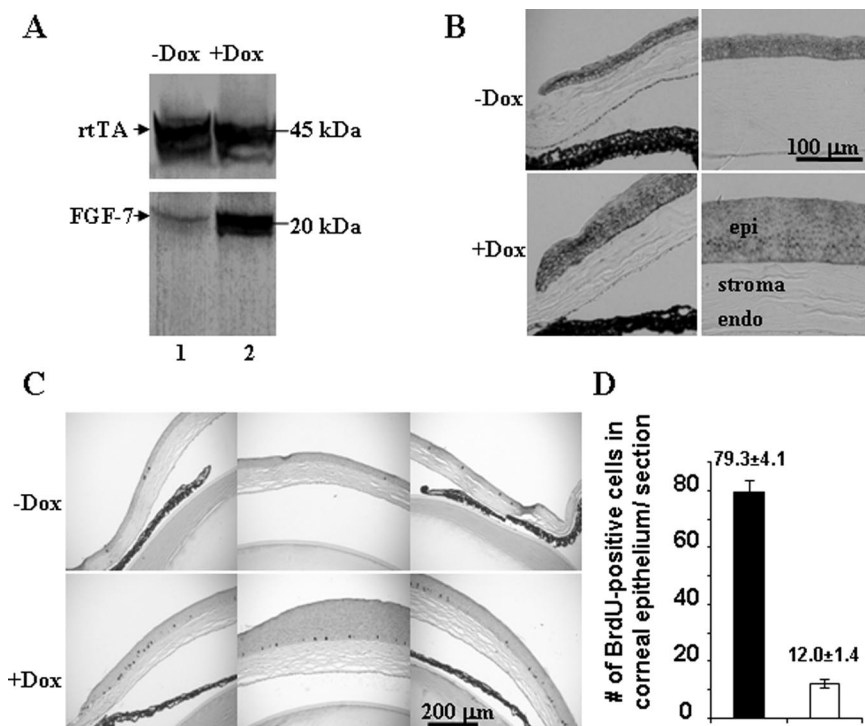 A
-Dox +Dox
rtTA
45 kDa
FGF-7
20 kDa
1 2
B
-Dox
100 µm
+Dox
epi
stroma
endo
C
-Dox
+Dox
200 µm
D
# of BrdU-positive cells in
corneal epithelium/ section
79.3±4.1
80
60
40
20
12.0±1.4
0